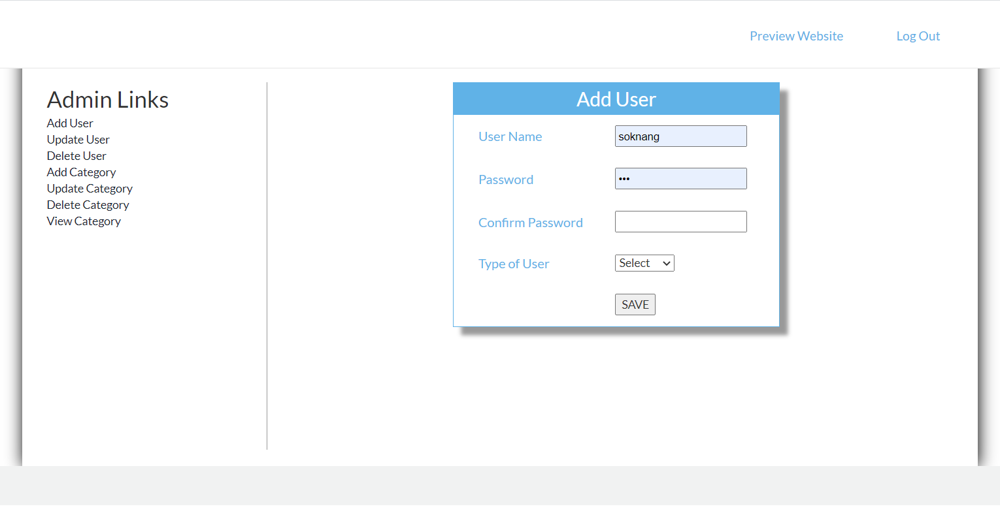 Preview Website
Log Out
Admin Links
Add User
Update User
Delete User
Add Category
Update Category
Delete Category
View Category
Add User
User Name soknang
Password •••
Confirm Password
Type of User Select
SAVE